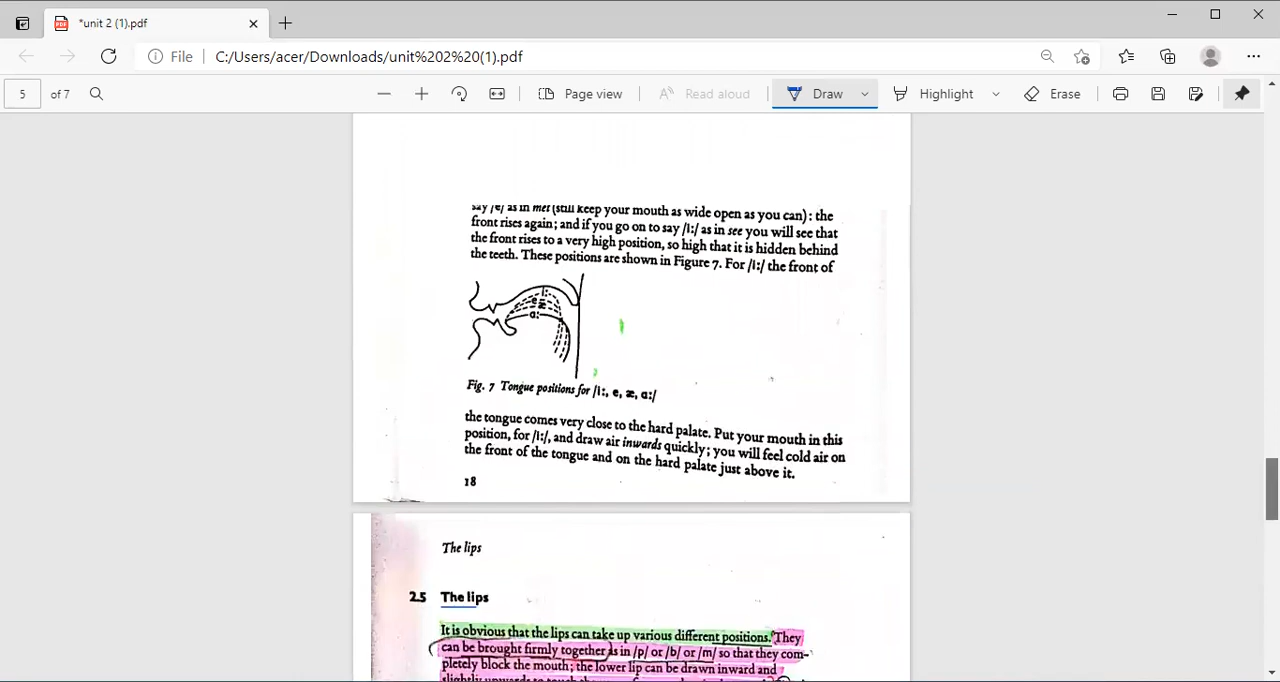 *unit 2 (1).pdf
File C:/Users/acer/Downloads/unit%202%20(1).pdf
5 of 7 Page view Read aloud Draw Highlight Erase
say /e/ as in met (still keep your mouth as wide open as you can): the
front rises again; and if you go on to say /I:/ as in see you will see that
the front rises to a very high position, so high that it is hidden behind
the teeth. These positions are shown in Figure 7. For /I:/ the front of
I:
e
æ
ɑ:
Fig. 7 Tongue positions for /I:, e, æ, ɑ:/
the tongue comes very close to the hard palate. Put your mouth in this
position, for /I:/, and draw air inwards quickly; you will feel cold air on
the front of the tongue and on the hard palate just above it.
18
The lips
2.5 The lips
It is obvious that the lips can take up various different positions. They
can be brought firmly together as in /p/ or /b/ or /m/ so that they com-
pletely block the mouth; the lower lip can be drawn inward and